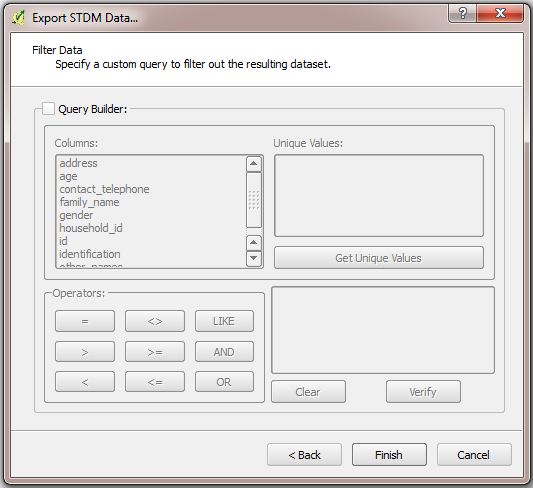 Export STDM Data...
Filter Data
Specify a custom query to filter out the resulting dataset.
Query Builder:
Columns:
Unique Values:
address
age
contact_telephone
family_name
gender
household_id
id
identification
other_names
Get Unique Values
Operators:
= <> LIKE
> >= AND
< <= OR
Clear Verify
< Back Finish Cancel